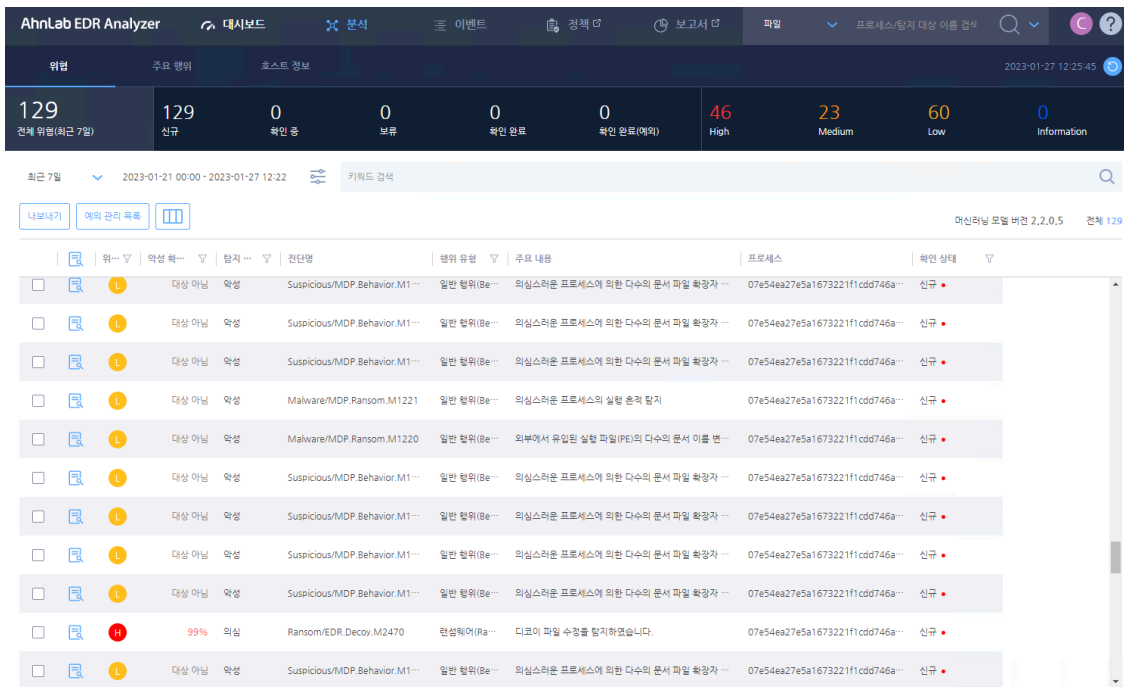 AhnLab EDR Analyzer 대시보드 분석 이벤트 정책 보고서 파일 프로세스/탐지 대상 이름 검색 C ?
위협 주요 행위 호스트 정보 2023-01-27 12:25:45
129 129 0 0 0 0 46 23 60 0
전체 위협(최근 7일) 신규 확인 중 보류 확인 완료 확인 완료(예외) High Medium Low Information
최근 7일 2023-01-21 00:00 - 2023-01-27 12:22 키워드 검색
내보내기 예외 관리 목록 머신러닝 모델 버전 2.2.0.5 전체 129
위… 악성 확… 탐지 … 진단명 행위 유형 주요 내용 프로세스 확인 상태
L 대상 아님 악성 Suspicious/MDP.Behavior.M1… 일반 행위(Be… 의심스러운 프로세스에 의한 다수의 문서 파일 확장자 … 07e54ea27e5a1673221f1cdd746a… 신규
L 대상 아님 악성 Suspicious/MDP.Behavior.M1… 일반 행위(Be… 의심스러운 프로세스에 의한 다수의 문서 파일 확장자 … 07e54ea27e5a1673221f1cdd746a… 신규
L 대상 아님 악성 Suspicious/MDP.Behavior.M1… 일반 행위(Be… 의심스러운 프로세스에 의한 다수의 문서 파일 확장자 … 07e54ea27e5a1673221f1cdd746a… 신규
L 대상 아님 악성 Malware/MDP.Ransom.M1221 일반 행위(Be… 의심스러운 프로세스의 실행 흔적 탐지 07e54ea27e5a1673221f1cdd746a… 신규
L 대상 아님 악성 Malware/MDP.Ransom.M1220 일반 행위(Be… 외부에서 유입된 실행 파일(PE)의 다수의 문서 이름 변… 07e54ea27e5a1673221f1cdd746a… 신규
L 대상 아님 악성 Suspicious/MDP.Behavior.M1… 일반 행위(Be… 의심스러운 프로세스에 의한 다수의 문서 파일 확장자 … 07e54ea27e5a1673221f1cdd746a… 신규
L 대상 아님 악성 Suspicious/MDP.Behavior.M1… 일반 행위(Be… 의심스러운 프로세스에 의한 다수의 문서 파일 확장자 … 07e54ea27e5a1673221f1cdd746a… 신규
L 대상 아님 악성 Suspicious/MDP.Behavior.M1… 일반 행위(Be… 의심스러운 프로세스에 의한 다수의 문서 파일 확장자 … 07e54ea27e5a1673221f1cdd746a… 신규
L 대상 아님 악성 Suspicious/MDP.Behavior.M1… 일반 행위(Be… 의심스러운 프로세스에 의한 다수의 문서 파일 확장자 … 07e54ea27e5a1673221f1cdd746a… 신규
H 99% 의심 Ransom/EDR.Decoy.M2470 랜섬웨어(Ra… 디코이 파일 수정을 탐지하였습니다. 07e54ea27e5a1673221f1cdd746a… 신규
L 대상 아님 악성 Suspicious/MDP.Behavior.M1… 일반 행위(Be… 의심스러운 프로세스에 의한 다수의 문서 파일 확장자 … 07e54ea27e5a1673221f1cdd746a… 신규